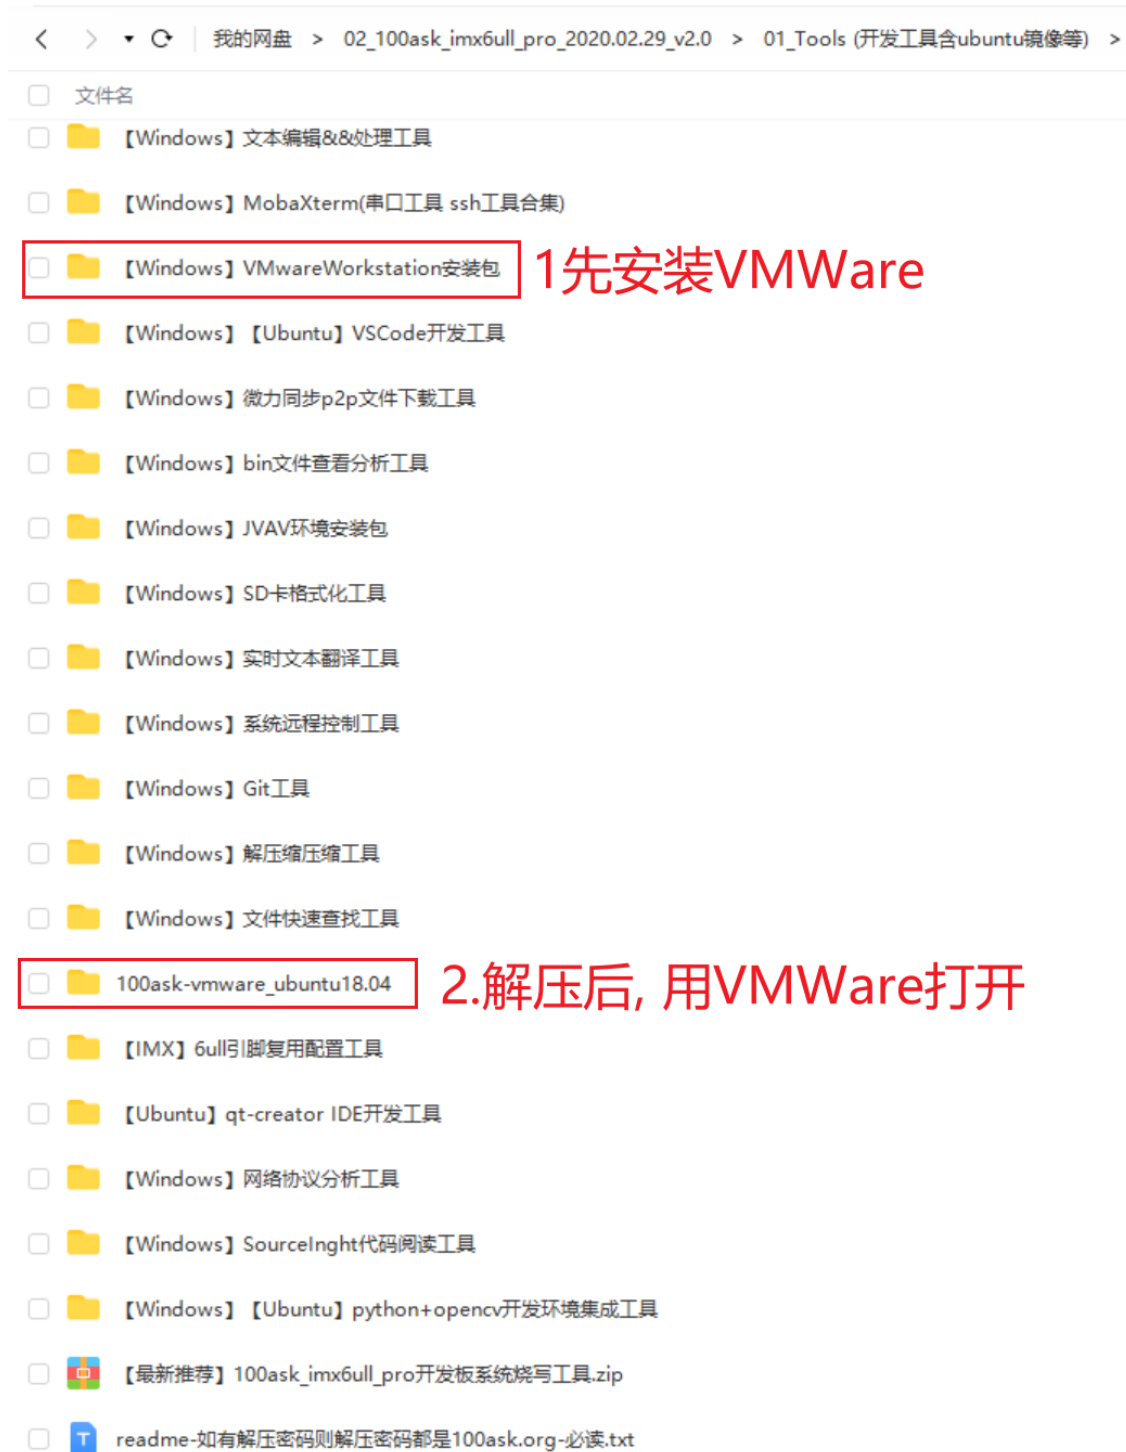 我的网盘 > 02_100ask_imx6ull_pro_2020.02.29_v2.0 > 01_Tools (开发工具含ubuntu镜像等) >
文件名
【Windows】文本编辑&&处理工具
【Windows】MobaXterm(串口工具 ssh工具合集)
【Windows】VMwareWorkstation安装包
1先安装VMWare
【Windows】【Ubuntu】VSCode开发工具
【Windows】微力同步p2p文件下载工具
【Windows】bin文件查看分析工具
【Windows】JVAV环境安装包
【Windows】SD卡格式化工具
【Windows】实时文本翻译工具
【Windows】系统远程控制工具
【Windows】Git工具
【Windows】解压缩压缩工具
【Windows】文件快速查找工具
100ask-vmware_ubuntu18.04
2.解压后, 用VMWare打开
【IMX】6ull引脚复用配置工具
【Ubuntu】qt-creator IDE开发工具
【Windows】网络协议分析工具
【Windows】SourceInght代码阅读工具
【Windows】【Ubuntu】python+opencv开发环境集成工具
【最新推荐】100ask_imx6ull_pro开发板系统烧写工具.zip
readme-如有解压密码则解压密码都是100ask.org-必读.txt